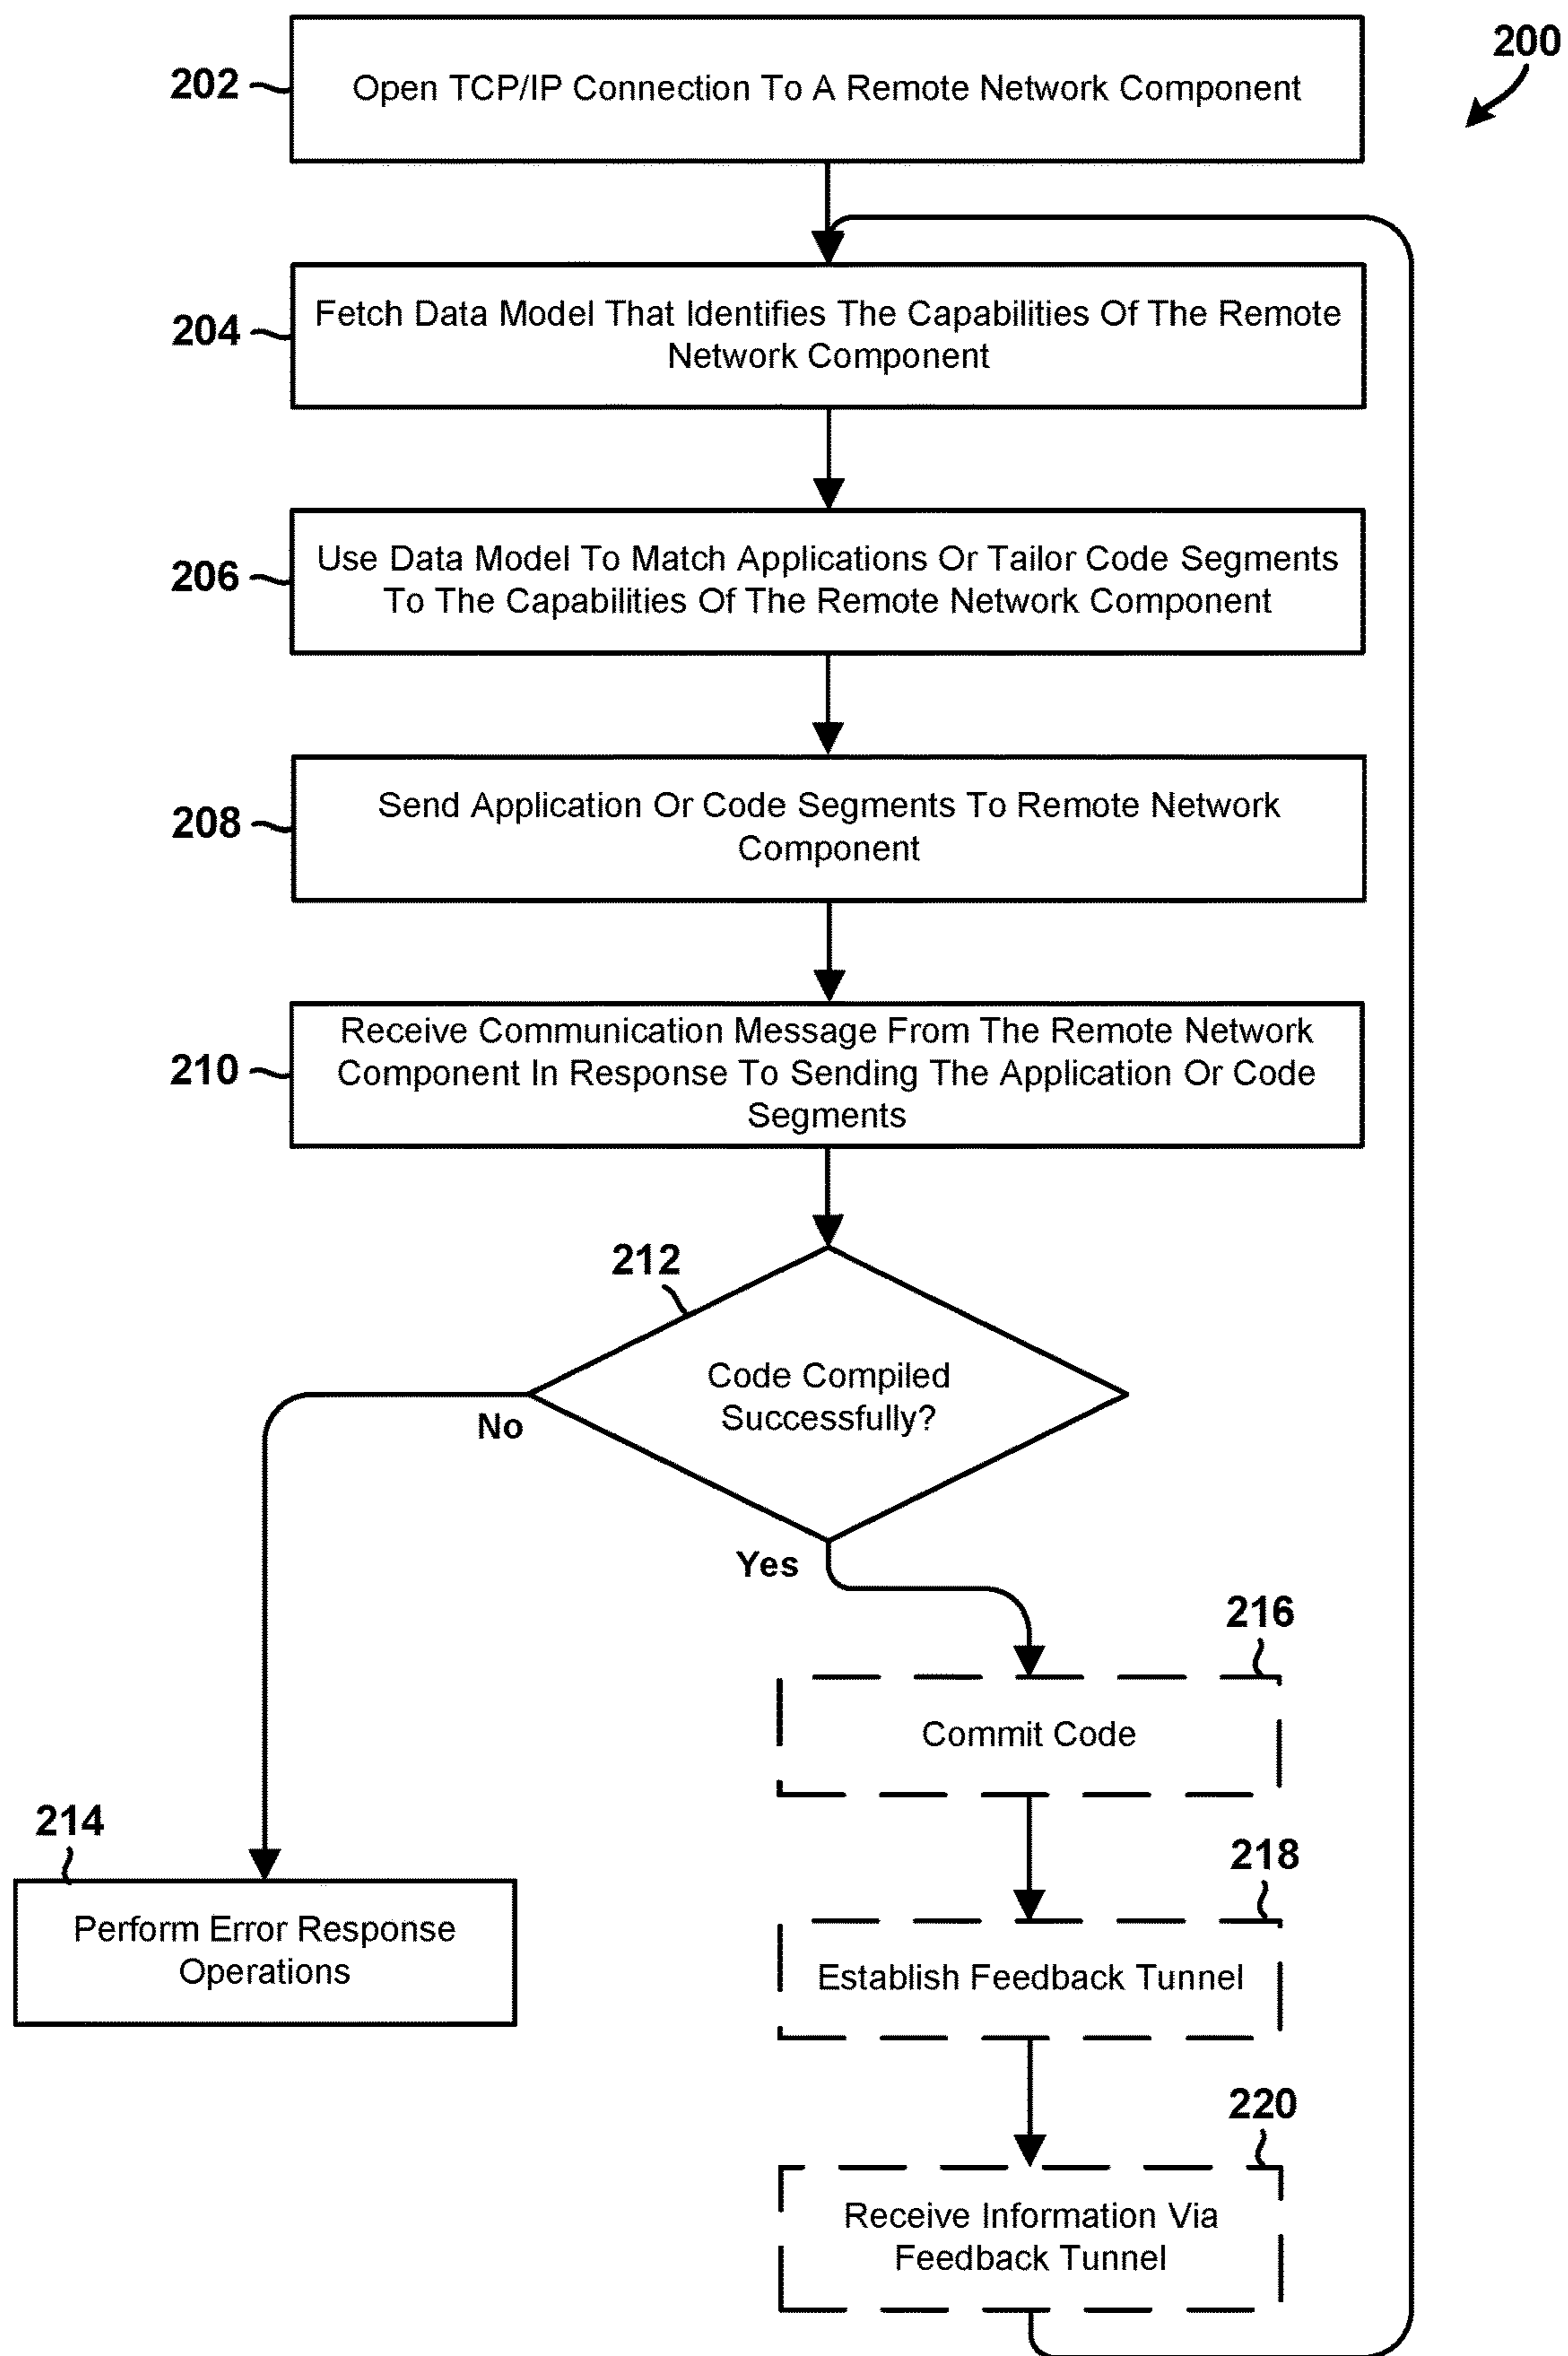 200
202
Open TCP/IP Connection To A Remote Network Component
204
Fetch Data Model That Identifies The Capabilities Of The Remote
Network Component
206
Use Data Model To Match Applications Or Tailor Code Segments
To The Capabilities Of The Remote Network Component
208
Send Application Or Code Segments To Remote Network
Component
210
Receive Communication Message From The Remote Network
Component In Response To Sending The Application Or Code
Segments
212
Code Compiled
Successfully?
No
Yes
216
Commit Code
214
Perform Error Response
Operations
218
Establish Feedback Tunnel
220
Receive Information Via
Feedback Tunnel